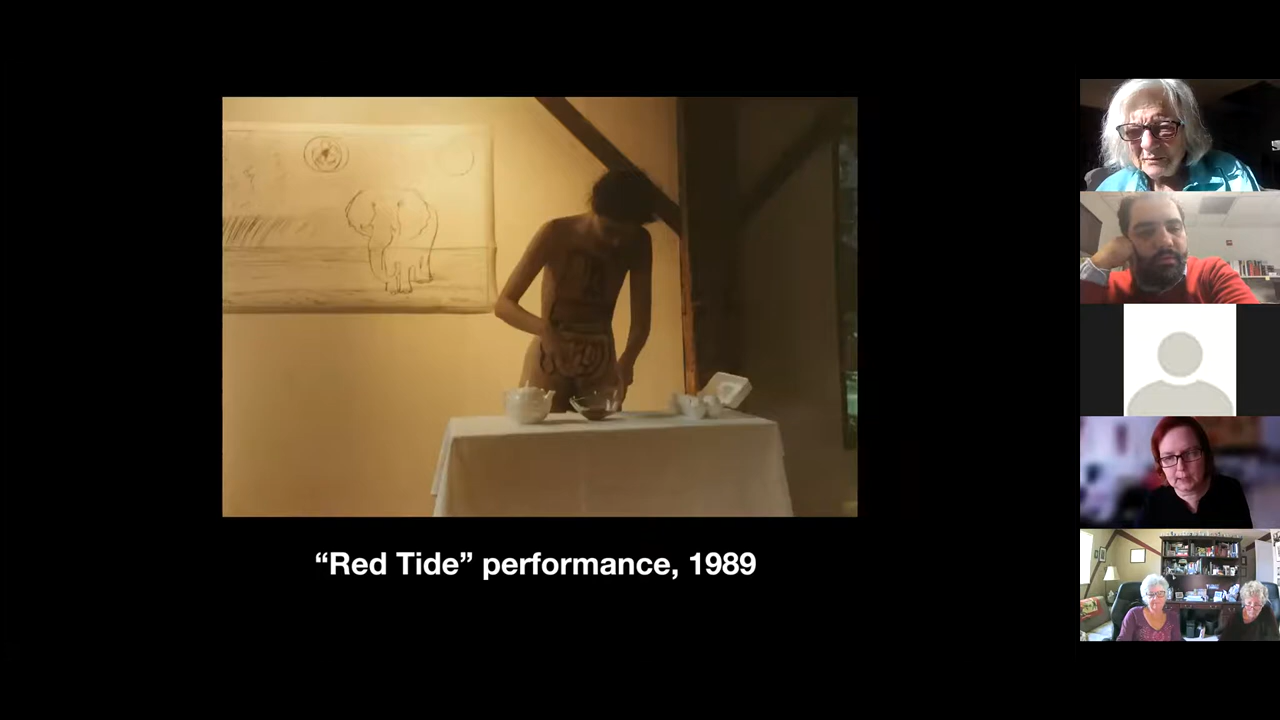 “Red Tide” performance, 1989